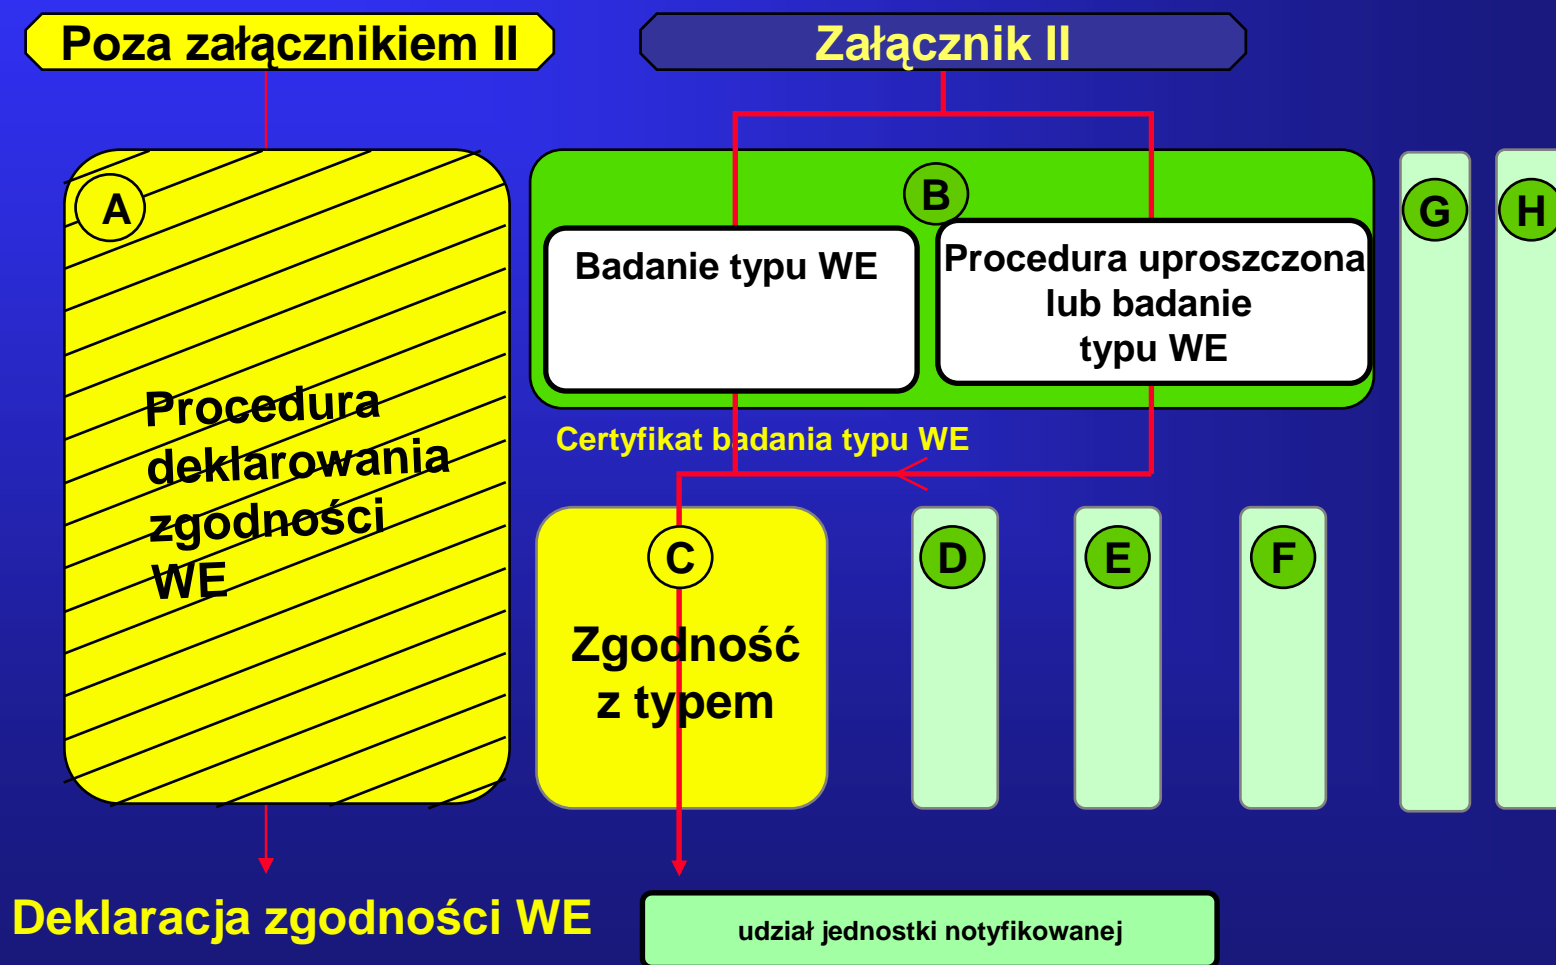 Poza załącznikiem II
Załącznik II
A
B
G
H
Badanie typu WE
Procedura uproszczona
lub badanie
typu WE
Procedura
deklarowania
zgodności
WE
Certyfikat badania typu WE
C
D
E
F
Zgodność
z typem
Deklaracja zgodności WE
udział jednostki notyfikowanej